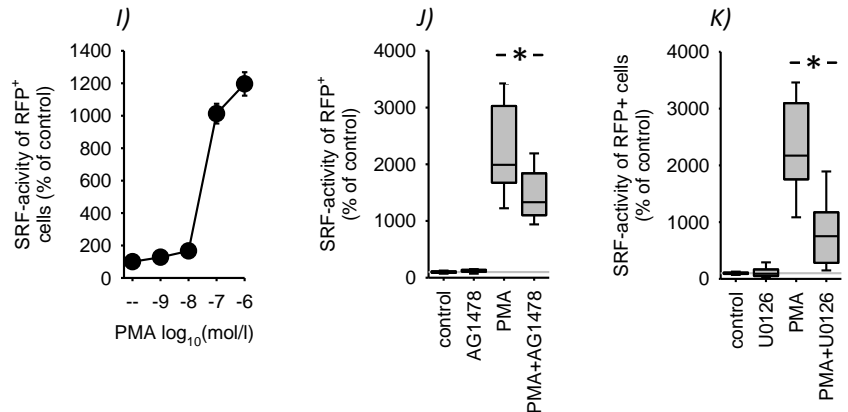 I)
SRF-acivity of RFP⁺
cells (% of control)
1400
1200
1000
800
600
400
200
0
-- -9 -8 -7 -6
PMA log₁₀(mol/l)
J)
SRF-activity of RFP⁺
(% of control)
4000
3000
2000
1000
0
- * -
control
AG1478
PMA
PMA+AG1478
K)
SRF-activity of RFP+ cells
(% of control)
4000
3000
2000
1000
0
- * -
control
U0126
PMA
PMA+U0126